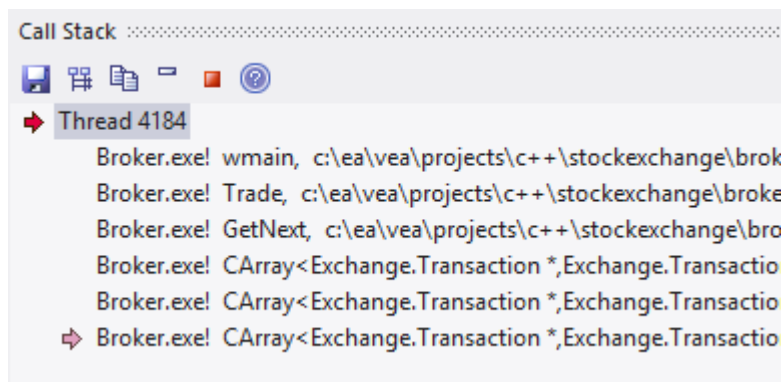 Call Stack
Thread 4184
Broker.exe! wmain, c:\ea\vea\projects\c++\stockexchange\brok
Broker.exe! Trade, c:\ea\vea\projects\c++\stockexchange\broke
Broker.exe! GetNext, c:\ea\vea\projects\c++\stockexchange\bro
Broker.exe! CArray<Exchange.Transaction *,Exchange.Transactio
Broker.exe! CArray<Exchange.Transaction *,Exchange.Transactio
Broker.exe! CArray<Exchange.Transaction *,Exchange.Transactio